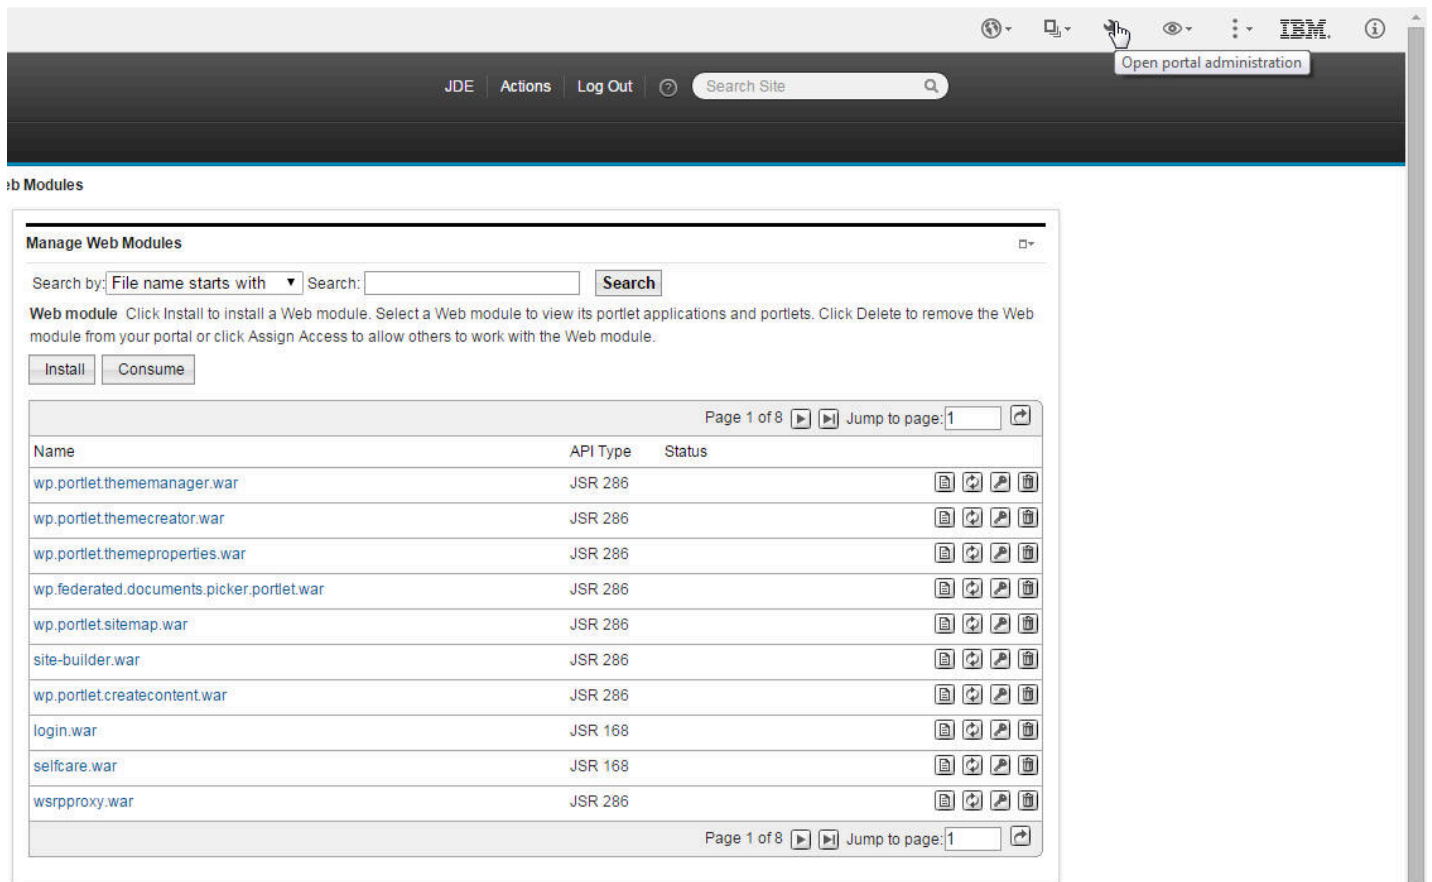 IBM.
Open portal administration
JDE Actions Log Out ? Search Site
eb Modules
Manage Web Modules
Search by: File name starts with Search: Search
Web module Click Install to install a Web module. Select a Web module to view its portlet applications and portlets. Click Delete to remove the Web
module from your portal or click Assign Access to allow others to work with the Web module.
Install Consume
Page 1 of 8 Jump to page: 1
Name API Type Status
wp.portlet.thememanager.war JSR 286
wp.portlet.themecreator.war JSR 286
wp.portlet.themeproperties.war JSR 286
wp.federated.documents.picker.portlet.war JSR 286
wp.portlet.sitemap.war JSR 286
site-builder.war JSR 286
wp.portlet.createcontent.war JSR 286
login.war JSR 168
selfcare.war JSR 168
wsrpproxy.war JSR 286
Page 1 of 8 Jump to page: 1